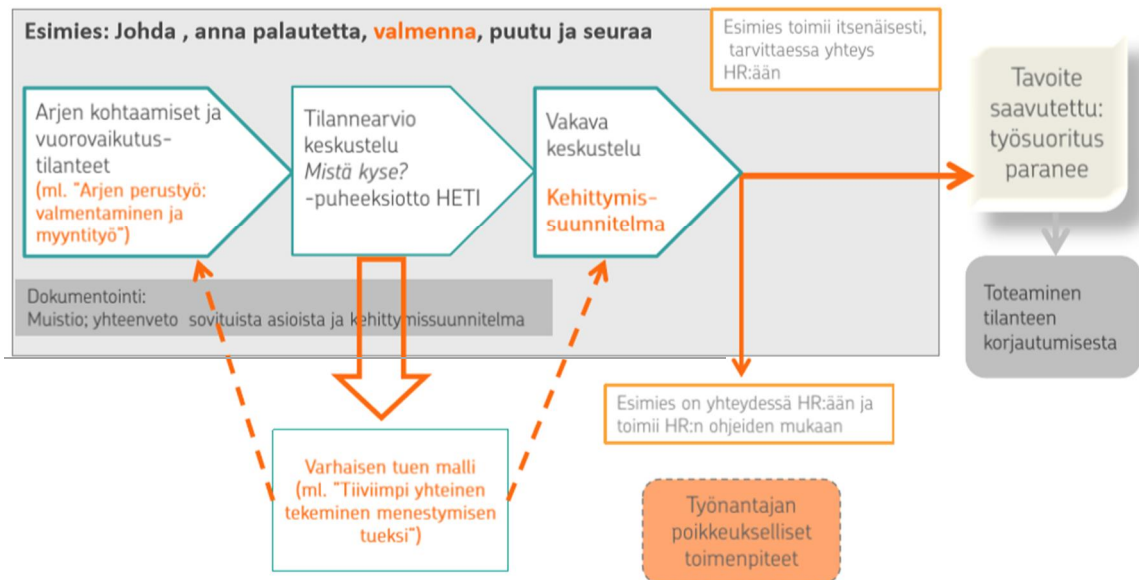 Esimies: Johda , anna palautetta, valmenna, puutu ja seuraa
Esimies toimii itsenäisesti,
tarvittaessa yhteys
HR:ään
Arjen kohtaamiset ja
vuorovaikutus-
tilanteet
(ml. "Arjen perustyö:
valmentaminen ja
myyntityö")
Tilannearvio
keskustelu
Mistä kyse?
-puheeksiotto HETI
Vakava
keskustelu
Kehittymis-
suunnitelma
Tavoite
saavutettu:
työsuoritus
paranee
Dokumentointi:
Muistio; yhteenveto sovituista asioista ja kehittymissuunnitelma
Toteaminen
tilanteen
korjautumisesta
Esimies on yhteydessä HR:ään ja
toimii HR:n ohjeiden mukaan
Varhaisen tuen malli
(ml. "Tiiviimpi yhteinen
tekeminen menestymisen
tueksi")
Työnantajan
poikkeukselliset
toimenpiteet